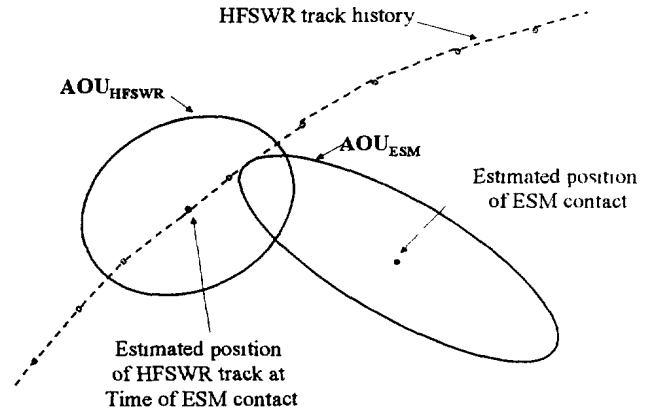 HFSWR track history
AOU_HFSWR
AOU_ESM
Estimated position
of ESM contact
Estimated position
of HFSWR track at
Time of ESM contact